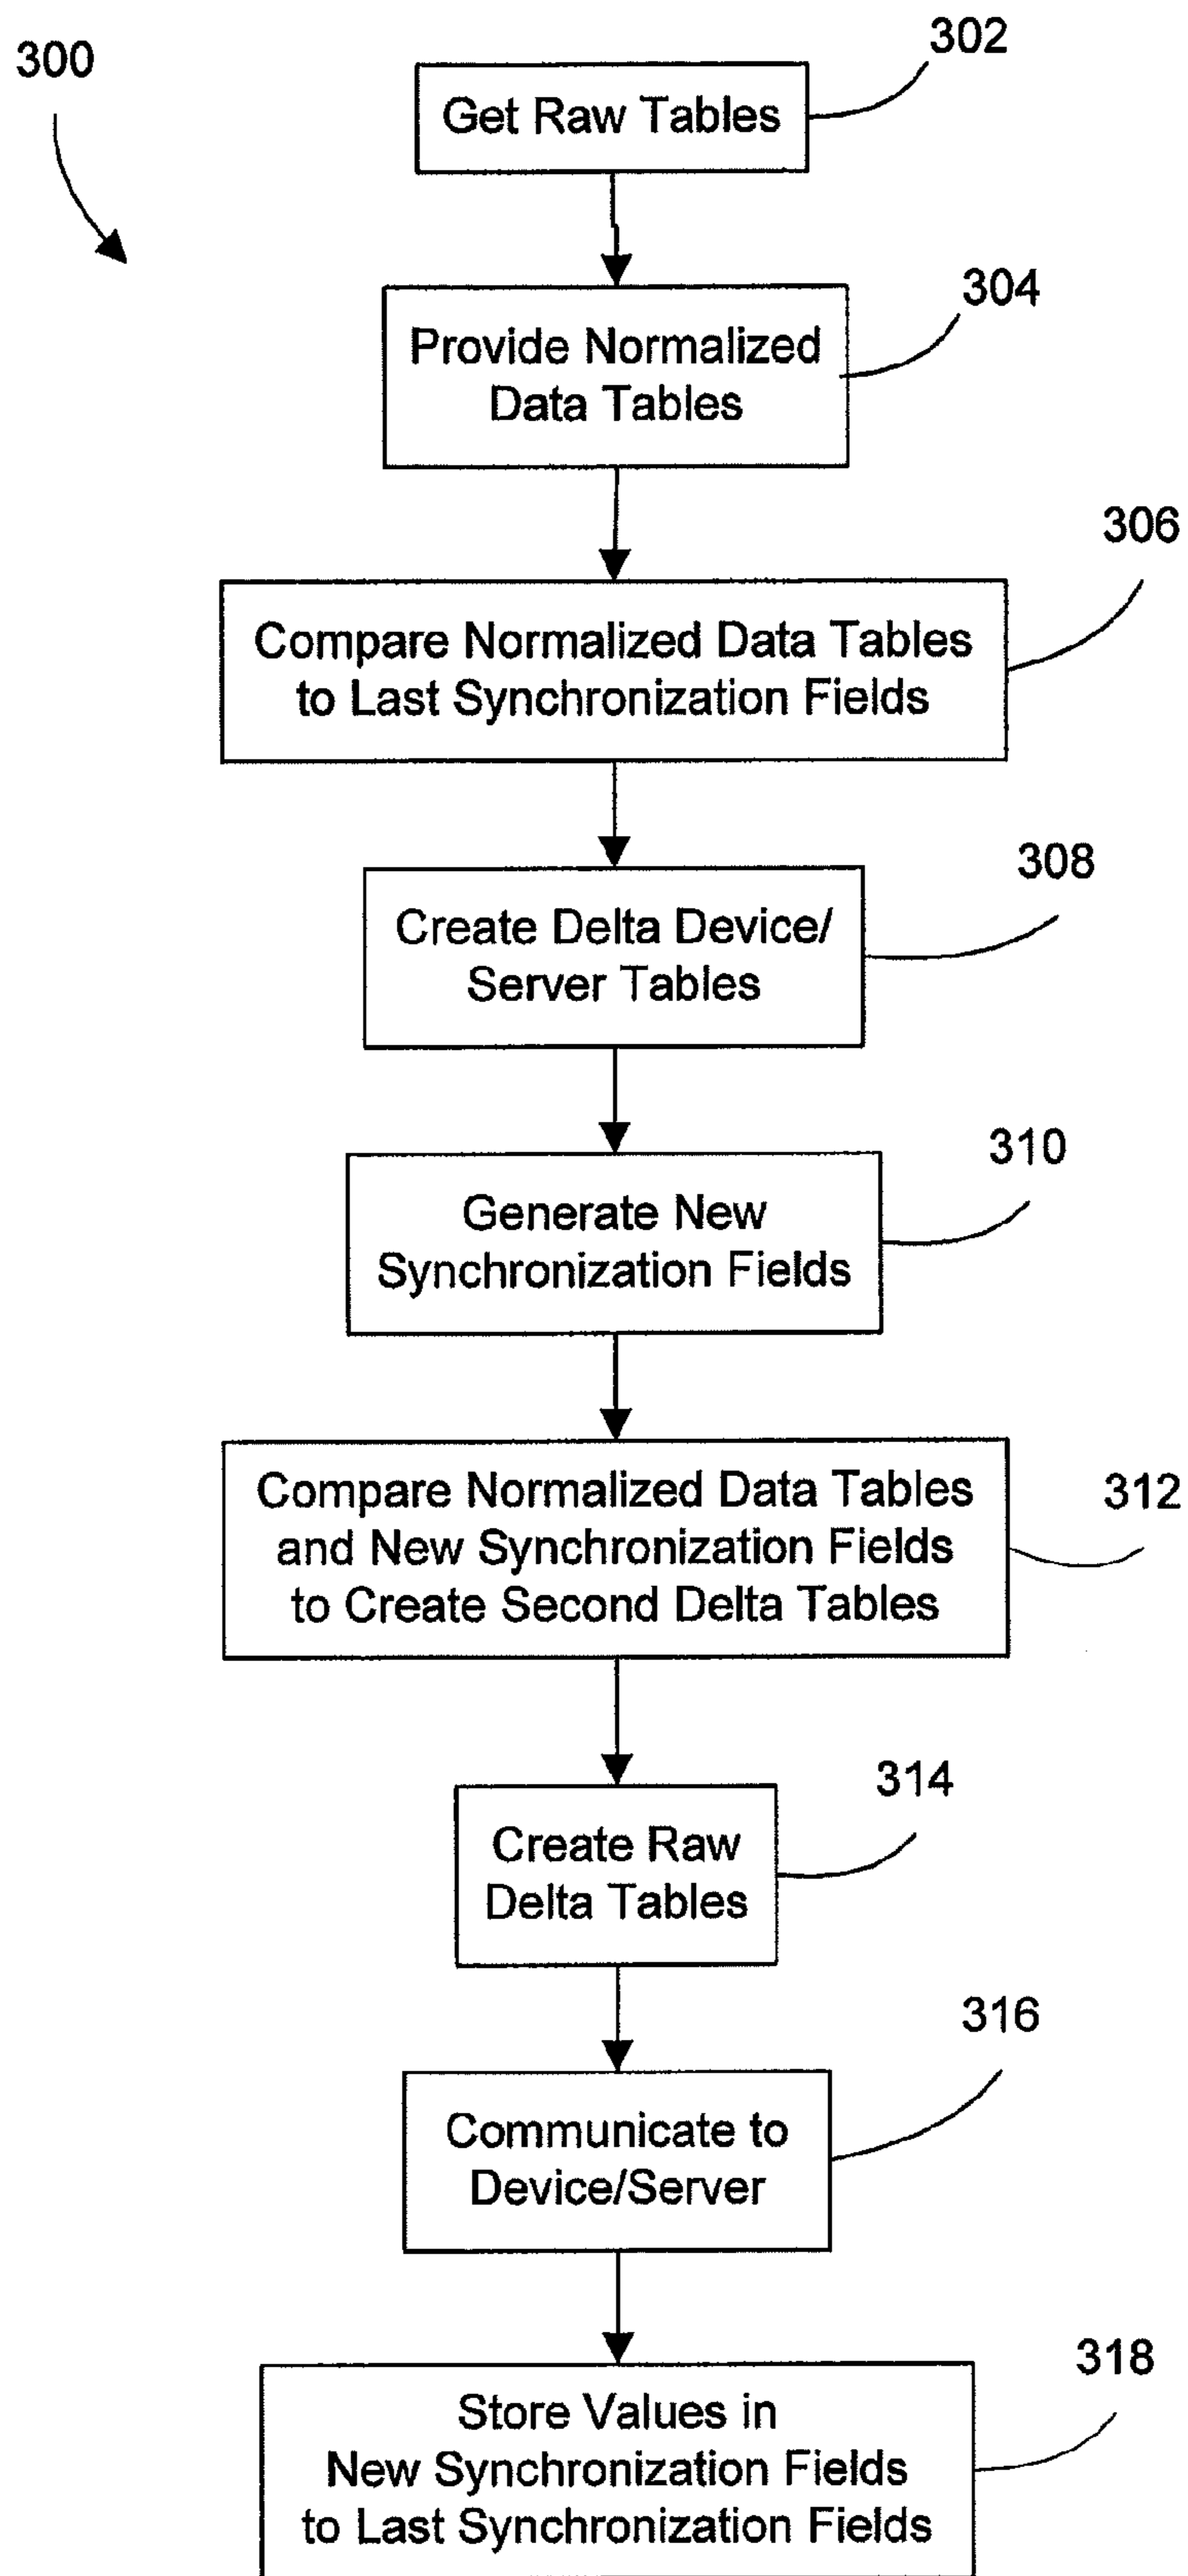 300
302
Get Raw Tables
304
Provide Normalized
Data Tables
306
Compare Normalized Data Tables
to Last Synchronization Fields
308
Create Delta Device/
Server Tables
310
Generate New
Synchronization Fields
312
Compare Normalized Data Tables
and New Synchronization Fields
to Create Second Delta Tables
314
Create Raw
Delta Tables
316
Communicate to
Device/Server
318
Store Values in
New Synchronization Fields
to Last Synchronization Fields